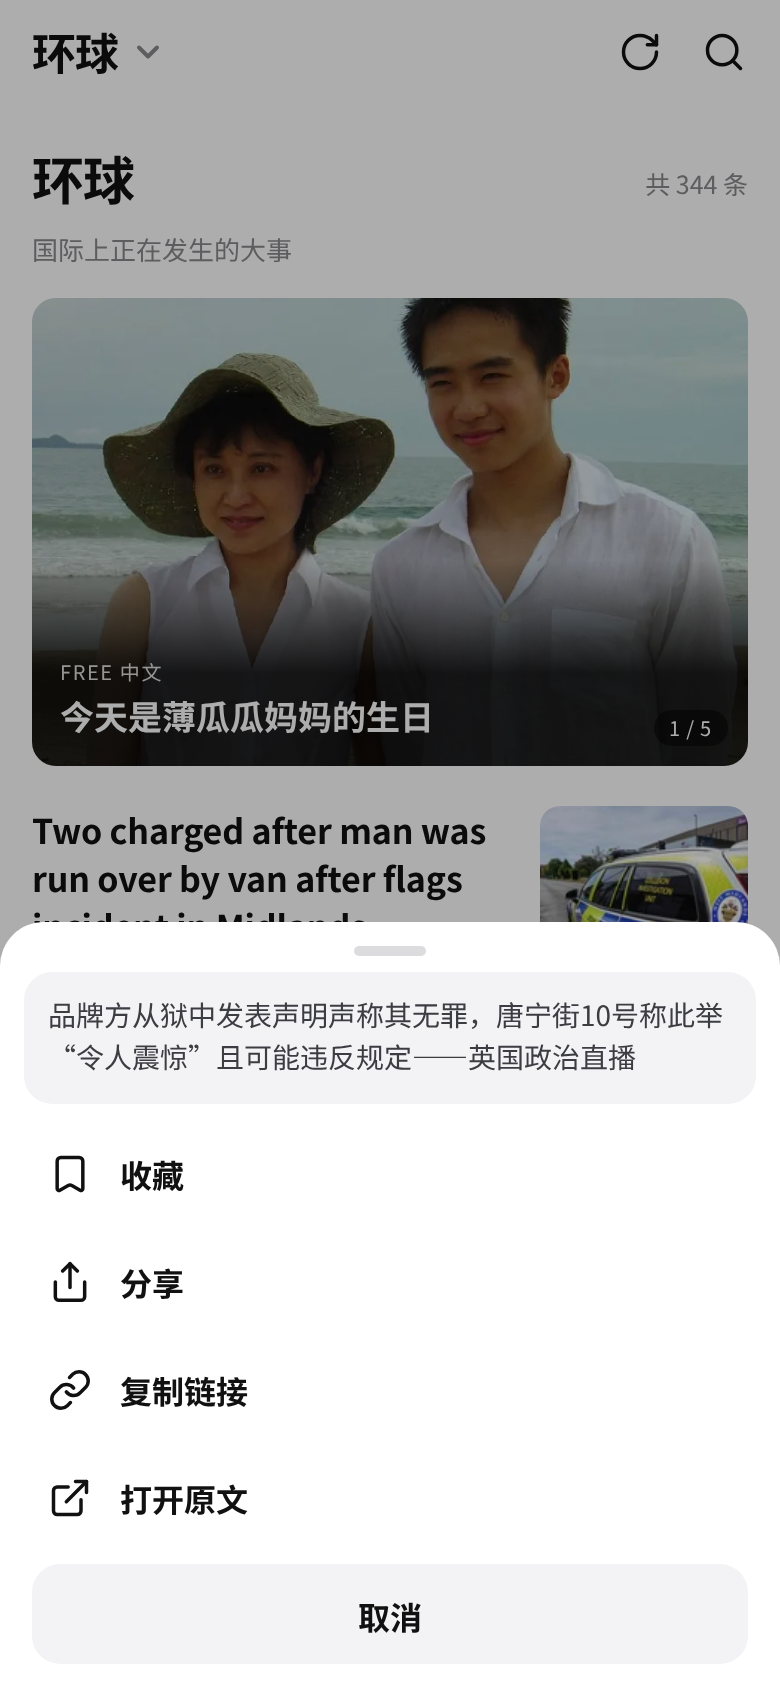 环球
环球
共 344 条
国际上正在发生的大事
FREE 中文
今天是薄瓜瓜妈妈的生日
1 / 5
Two charged after man was
run over by van after flags
incident in Midlands
品牌方从狱中发表声明声称其无罪，唐宁街10号称此举
“令人震惊”且可能违反规定——英国政治直播
收藏
分享
复制链接
打开原文
取消